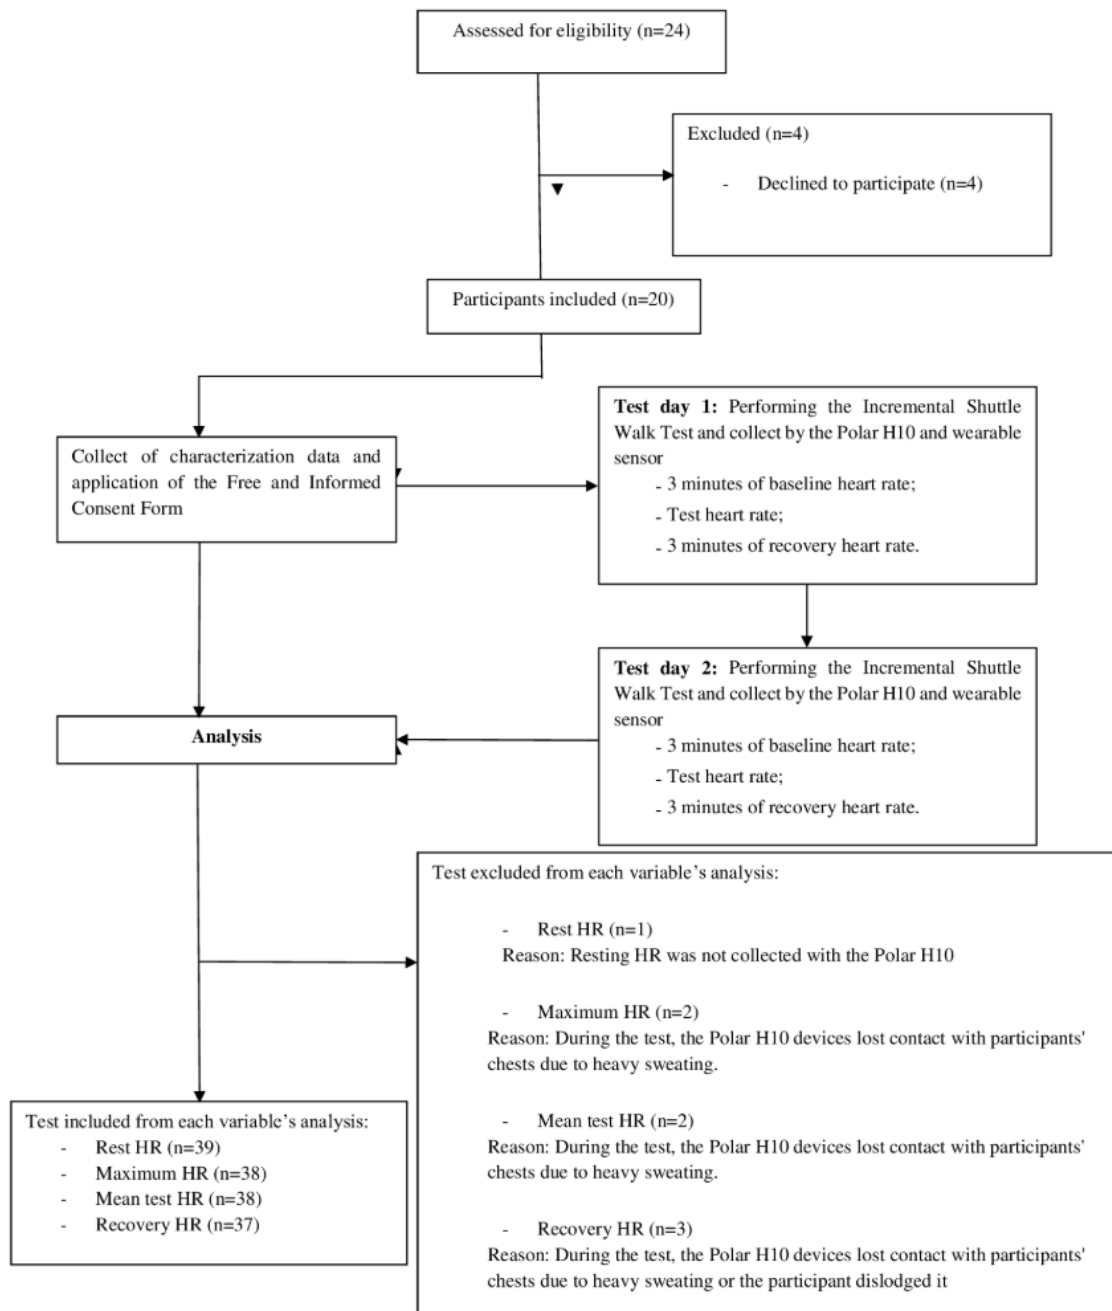 Assessed for eligibility (n=24)
Excluded (n=4)
- Declined to participate (n=4)
Participants included (n=20)
Collect of characterization data and
application of the Free and Informed
Consent Form
Test day 1: Performing the Incremental Shuttle
Walk Test and collect by the Polar H10 and wearable
sensor
- 3 minutes of baseline heart rate;
- Test heart rate;
- 3 minutes of recovery heart rate.
Test day 2: Performing the Incremental Shuttle
Walk Test and collect by the Polar H10 and wearable
sensor
- 3 minutes of baseline heart rate;
- Test heart rate;
- 3 minutes of recovery heart rate.
Analysis
Test excluded from each variable's analysis:
- Rest HR (n=1)
Reason: Resting HR was not collected with the Polar H10
- Maximum HR (n=2)
Reason: During the test, the Polar H10 devices lost contact with participants'
chests due to heavy sweating.
- Mean test HR (n=2)
Reason: During the test, the Polar H10 devices lost contact with participants'
chests due to heavy sweating.
- Recovery HR (n=3)
Reason: During the test, the Polar H10 devices lost contact with participants'
chests due to heavy sweating or the participant dislodged it
Test included from each variable's analysis:
- Rest HR (n=39)
- Maximum HR (n=38)
- Mean test HR (n=38)
- Recovery HR (n=37)